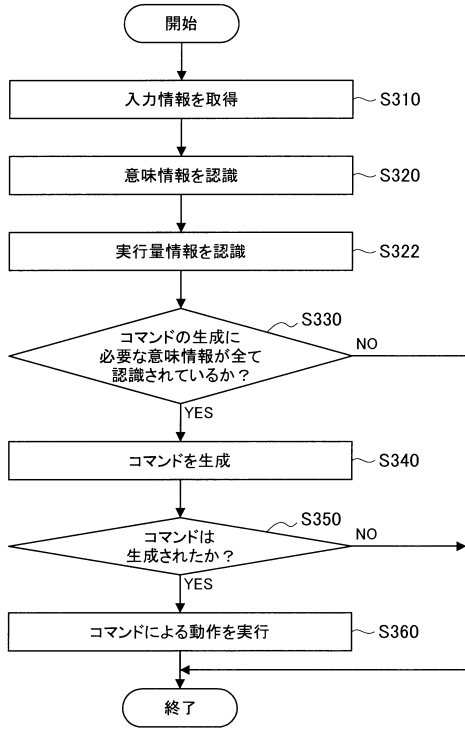 開始
入力情報を取得
S310
意味情報を認識
S320
実行量情報を認識
S322
S330
コマンドの生成に
必要な意味情報が全て
認識されているか？
NO
YES
コマンドを生成
S340
S350
コマンドは
生成されたか？
NO
YES
コマンドによる動作を実行
S360
終了